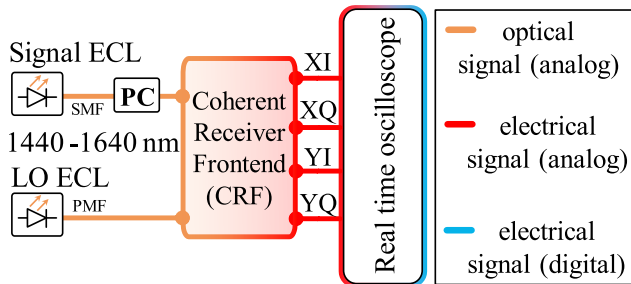 Signal ECL
PC
SMF
1440 -1640 nm
LO ECL
PMF
Coherent
Receiver
Frontend
(CRF)
XI
XQ
YI
YQ
Real time oscilloscope
optical
signal (analog)
electrical
signal (analog)
electrical
signal (digital)